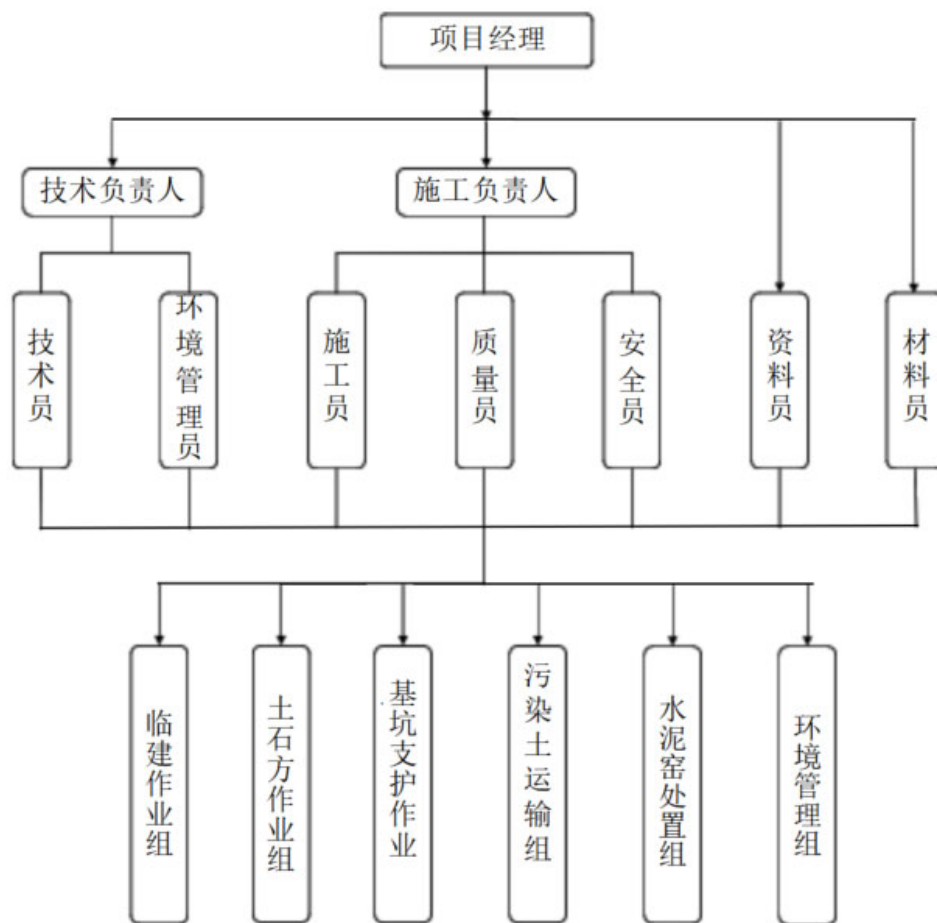 项目经理
技术负责人
施工负责人
技术员
环境管理员
施工员
质量员
安全员
资料员
材料员
临建作业组
土石方作业组
基坑支护作业
污染土运输组
水泥窑处置组
环境管理组